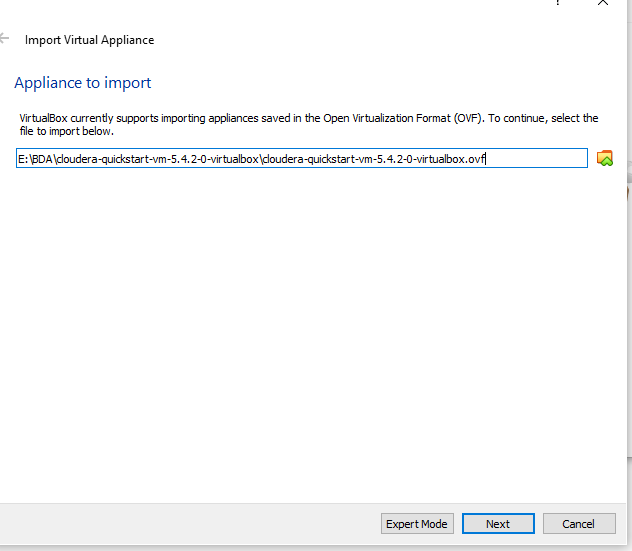 Import Virtual Appliance
Appliance to import
VirtualBox currently supports importing appliances saved in the Open Virtualization Format (OVF). To continue, select the
file to import below.
E:\BDA\cloudera-quickstart-vm-5.4.2-0-virtualbox\cloudera-quickstart-vm-5.4.2-0-virtualbox.ovf
Expert Mode Next Cancel